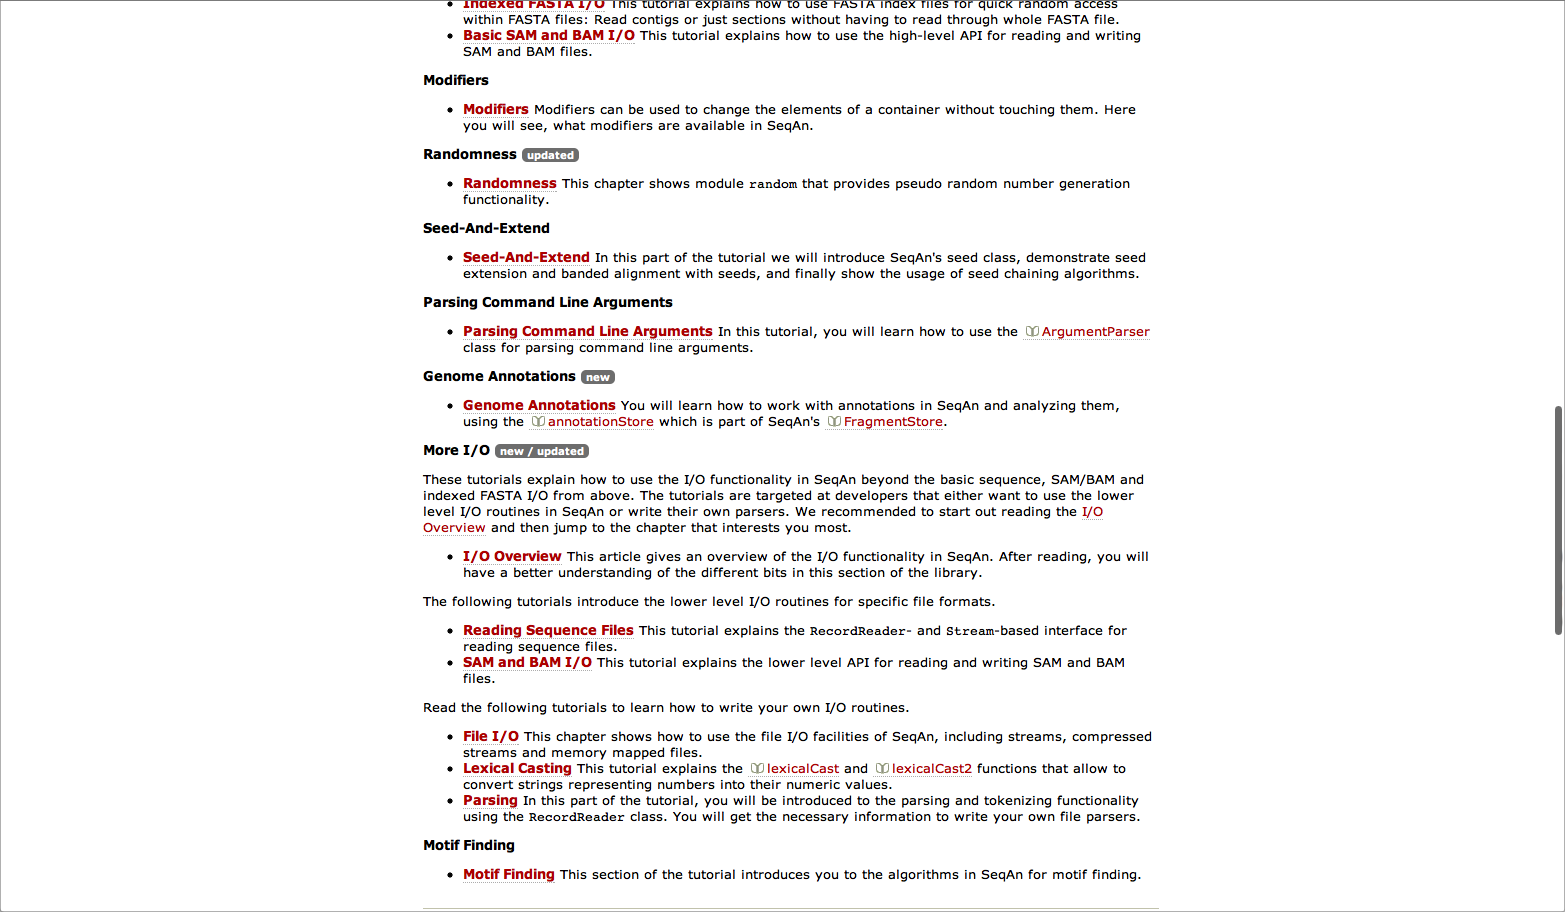 Indexed FASTA I/O This tutorial explains how to use FASTA index files for quick random access
within FASTA files: Read contigs or just sections without having to read through whole FASTA file.
Basic SAM and BAM I/O This tutorial explains how to use the high-level API for reading and writing
SAM and BAM files.
Modifiers
Modifiers Modifiers can be used to change the elements of a container without touching them. Here
you will see, what modifiers are available in SeqAn.
Randomness updated
Randomness This chapter shows module random that provides pseudo random number generation
functionality.
Seed-And-Extend
Seed-And-Extend In this part of the tutorial we will introduce SeqAn's seed class, demonstrate seed
extension and banded alignment with seeds, and finally show the usage of seed chaining algorithms.
Parsing Command Line Arguments
Parsing Command Line Arguments In this tutorial, you will learn how to use the ArgumentParser
class for parsing command line arguments.
Genome Annotations new
Genome Annotations You will learn how to work with annotations in SeqAn and analyzing them,
using the annotationStore which is part of SeqAn's FragmentStore.
More I/O new / updated
These tutorials explain how to use the I/O functionality in SeqAn beyond the basic sequence, SAM/BAM and
indexed FASTA I/O from above. The tutorials are targeted at developers that either want to use the lower
level I/O routines in SeqAn or write their own parsers. We recommended to start out reading the I/O
Overview and then jump to the chapter that interests you most.
I/O Overview This article gives an overview of the I/O functionality in SeqAn. After reading, you will
have a better understanding of the different bits in this section of the library.
The following tutorials introduce the lower level I/O routines for specific file formats.
Reading Sequence Files This tutorial explains the RecordReader- and Stream-based interface for
reading sequence files.
SAM and BAM I/O This tutorial explains the lower level API for reading and writing SAM and BAM
files.
Read the following tutorials to learn how to write your own I/O routines.
File I/O This chapter shows how to use the file I/O facilities of SeqAn, including streams, compressed
streams and memory mapped files.
Lexical Casting This tutorial explains the lexicalCast and lexicalCast2 functions that allow to
convert strings representing numbers into their numeric values.
Parsing In this part of the tutorial, you will be introduced to the parsing and tokenizing functionality
using the RecordReader class. You will get the necessary information to write your own file parsers.
Motif Finding
Motif Finding This section of the tutorial introduces you to the algorithms in SeqAn for motif finding.